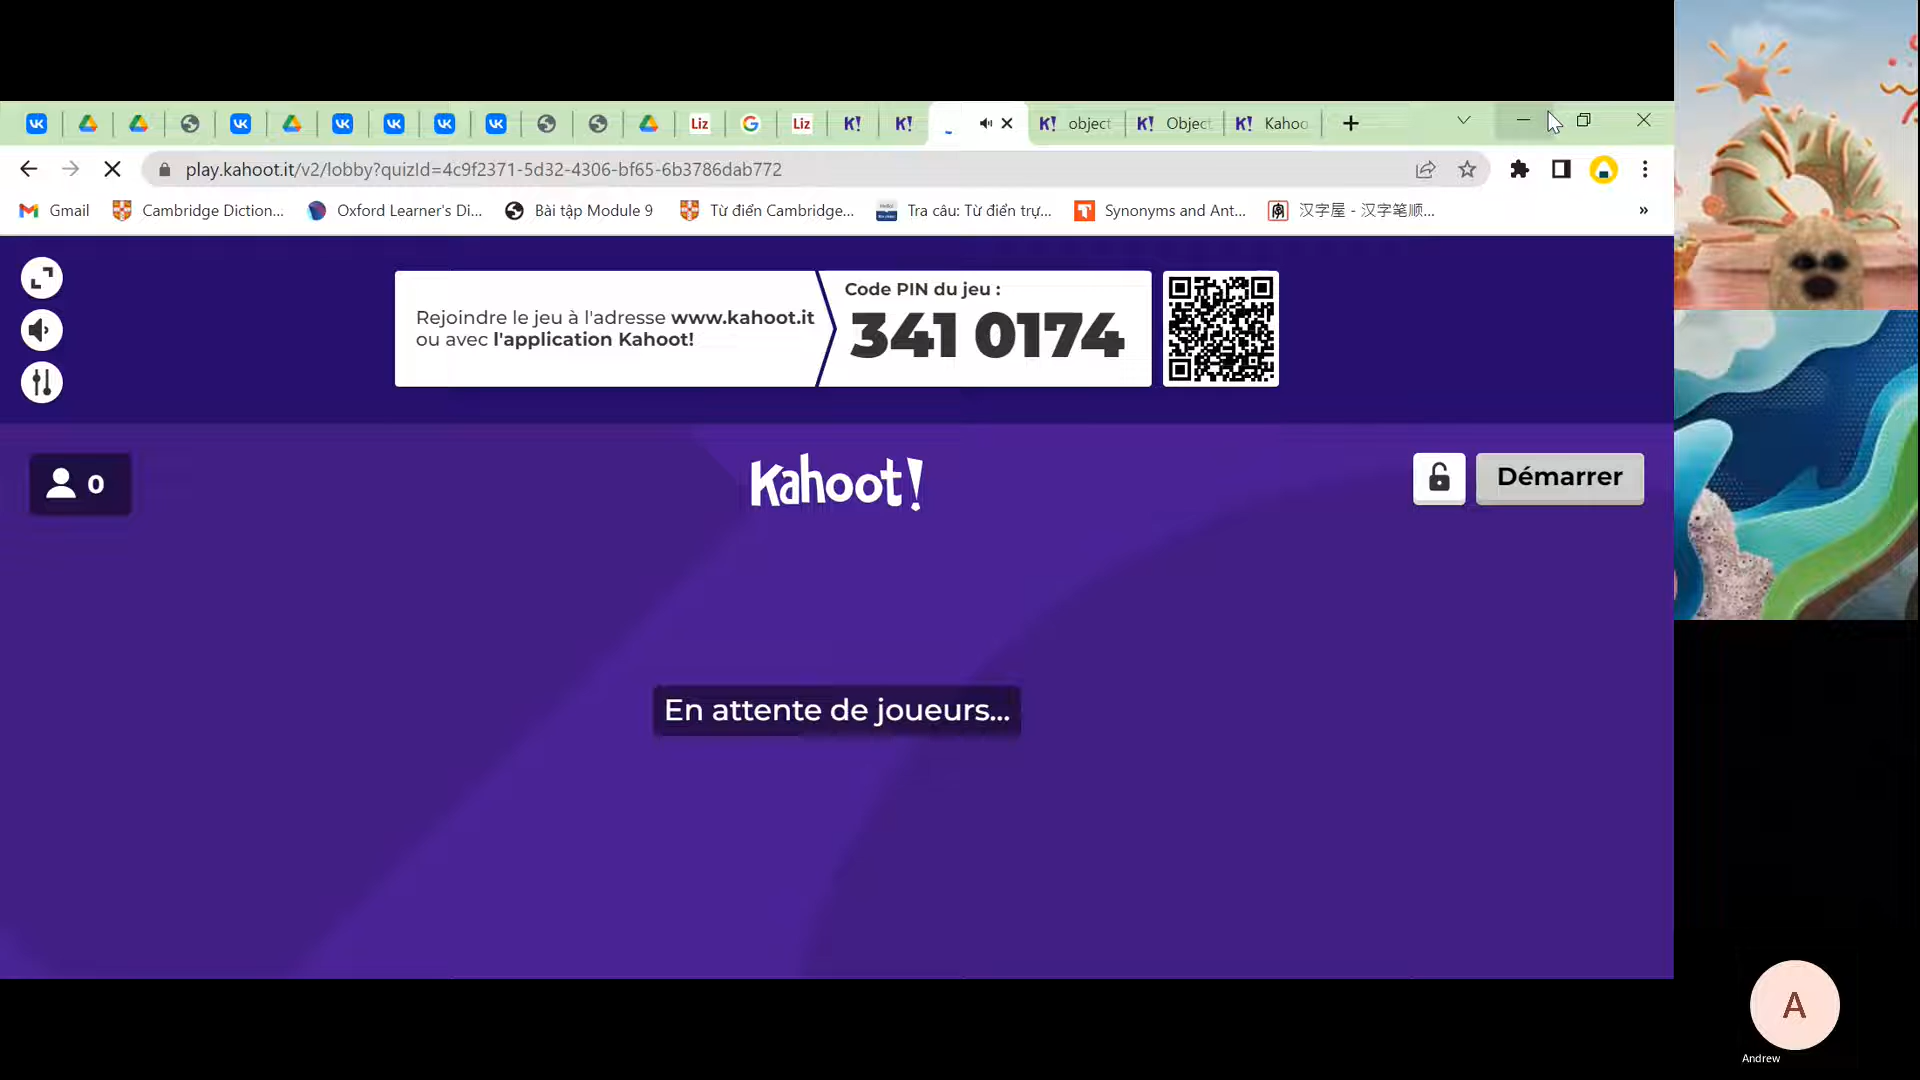 Liz
Liz
K!
K!
K! object
K! Object
K! Kahoo
play.kahoot.it/v2/lobby?quizId=4c9f2371-5d32-4306-bf65-6b3786dab772
Gmail
Cambridge Diction...
Oxford Learner's Di...
Bài tập Module 9
Từ điển Cambridge...
Tra câu: Từ điển trự...
Synonyms and Ant...
汉字屋 - 汉字笔顺...
Rejoindre le jeu à l'adresse www.kahoot.it
ou avec l'application Kahoot!
Code PIN du jeu :
341 0174
0
Kahoot!
Démarrer
En attente de joueurs...
A
Andrew